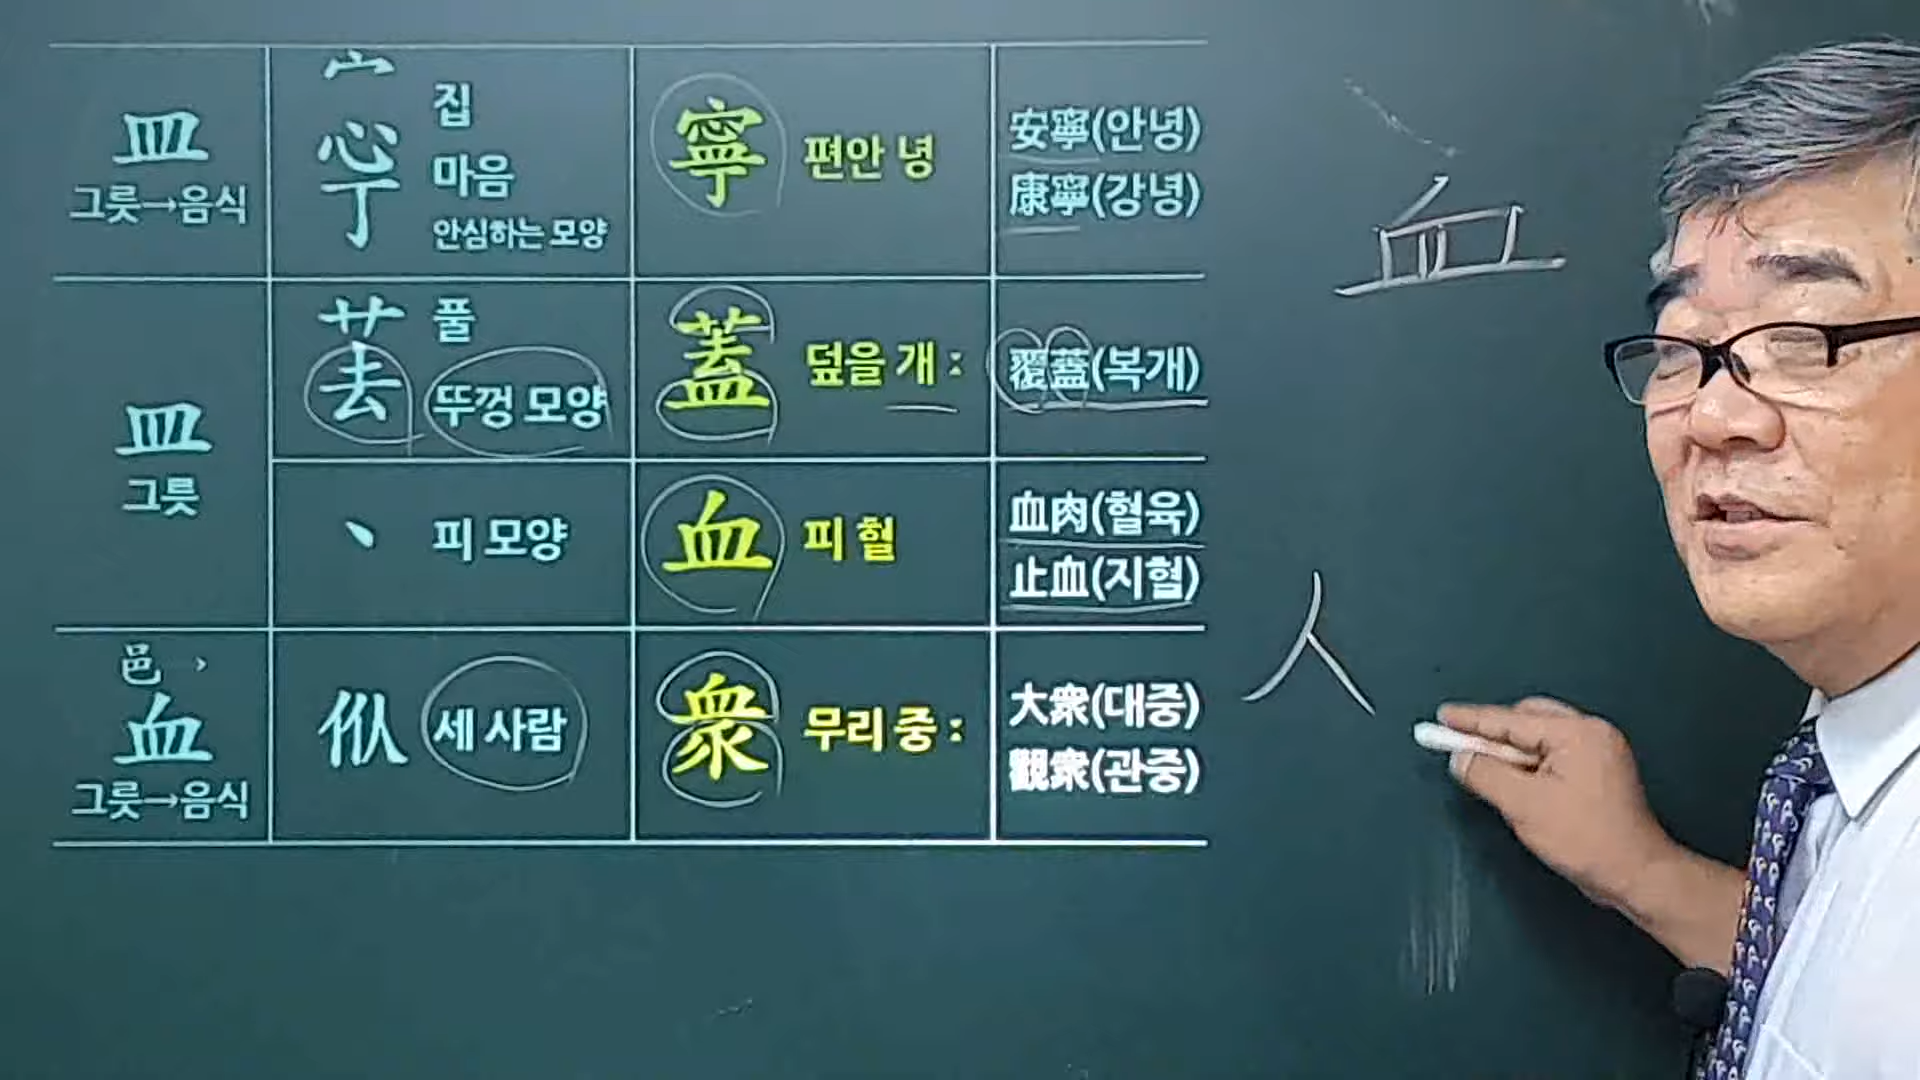 皿
그릇→음식
宀 집
心 마음
丁 안심하는 모양
寧 편안 녕
安寧(안녕)
康寧(강녕)
皿
그릇
艹 풀
去 뚜껑 모양
蓋 덮을 개:
覆蓋(복개)
丶 피 모양
血 피 혈
血肉(혈육)
止血(지혈)
邑
血
그릇→음식
세 사람
衆 무리 중:
大衆(대중)
觀衆(관중)
血
人